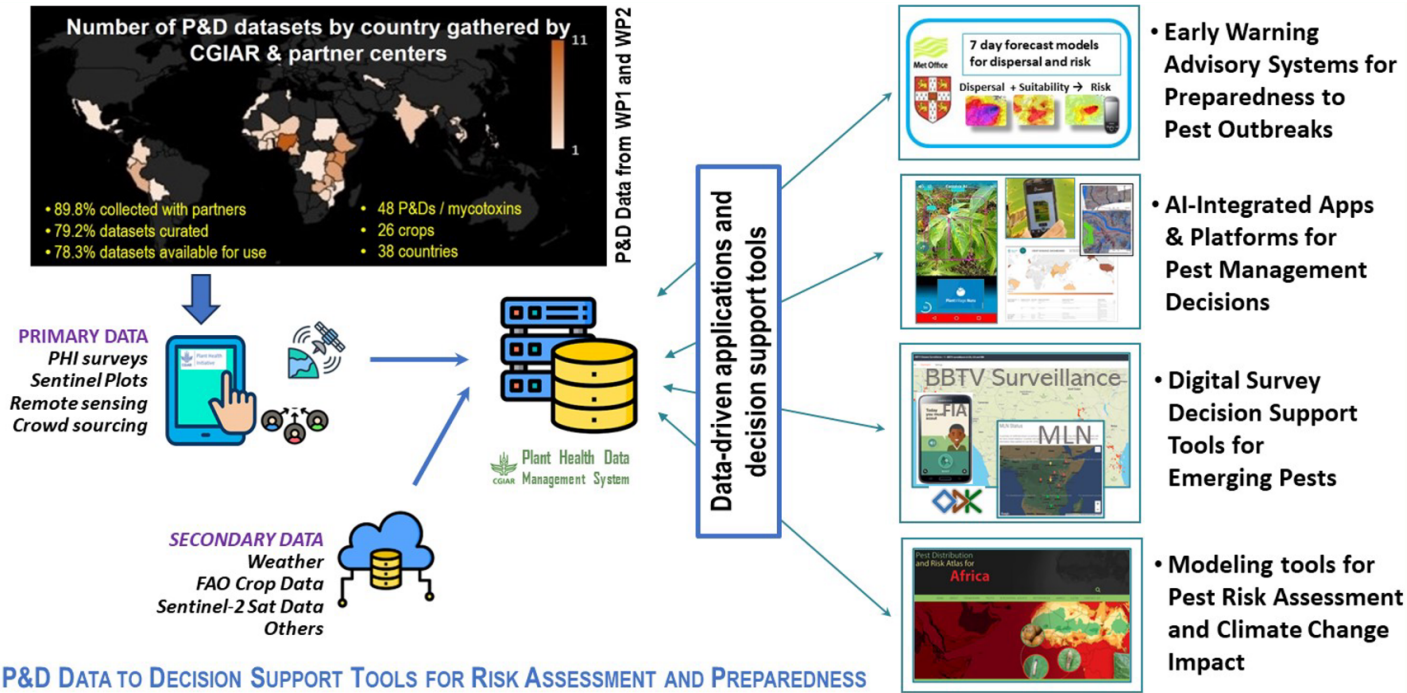 Number of P&D datasets by country gathered by
CGIAR & partner centers
11
1
• 89.8% collected with partners
• 79.2% datasets curated
• 78.3% datasets available for use
• 48 P&Ds / mycotoxins
• 26 crops
• 38 countries
P&D Data from WP1 and WP2
PRIMARY DATA
PHI surveys
Sentinel Plots
Remote sensing
Crowd sourcing
CGIAR
Plant Health
Initiative
SECONDARY DATA
Weather
FAO Crop Data
Sentinel-2 Sat Data
Others
CGIAR
Plant Health Data
Management System
Data-driven applications and
decision support tools
Met Office
7 day forecast models
for dispersal and risk
Dispersal + Suitability → Risk
• Early Warning
Advisory Systems for
Preparedness to
Pest Outbreaks
• AI-Integrated Apps
& Platforms for
Pest Management
Decisions
BBTV Surveillance
FIA
MLN Status
MLN
• Digital Survey
Decision Support
Tools for
Emerging Pests
Pest Distribution
and Risk Atlas for
Africa
• Modeling tools for
Pest Risk Assessment
and Climate Change
Impact
P&D DATA TO DECISION SUPPORT TOOLS FOR RISK ASSESSMENT AND PREPAREDNESS